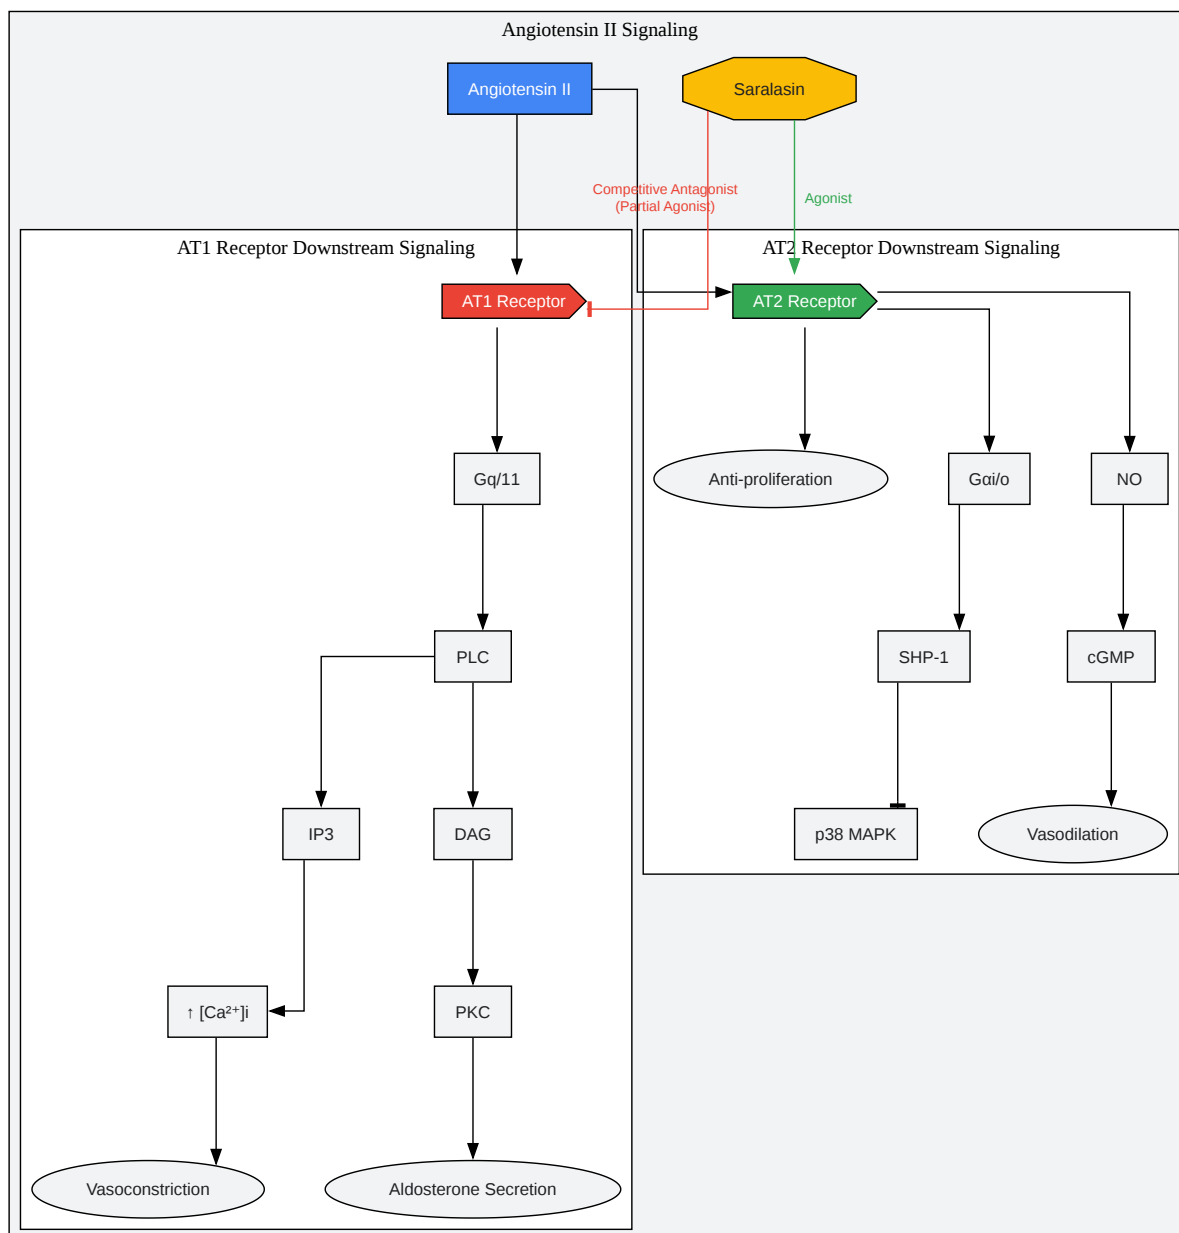 Angiotensin II Signaling
Angiotensin II
Saralasin
Competitive Antagonist
(Partial Agonist)
Agonist
AT1 Receptor Downstream Signaling
AT2 Receptor Downstream Signaling
AT1 Receptor
AT2 Receptor
Gq/11
Anti-proliferation
Gαi/o
NO
PLC
SHP-1
cGMP
IP3
DAG
p38 MAPK
Vasodilation
↑ [Ca²⁺]i
PKC
Vasoconstriction
Aldosterone Secretion